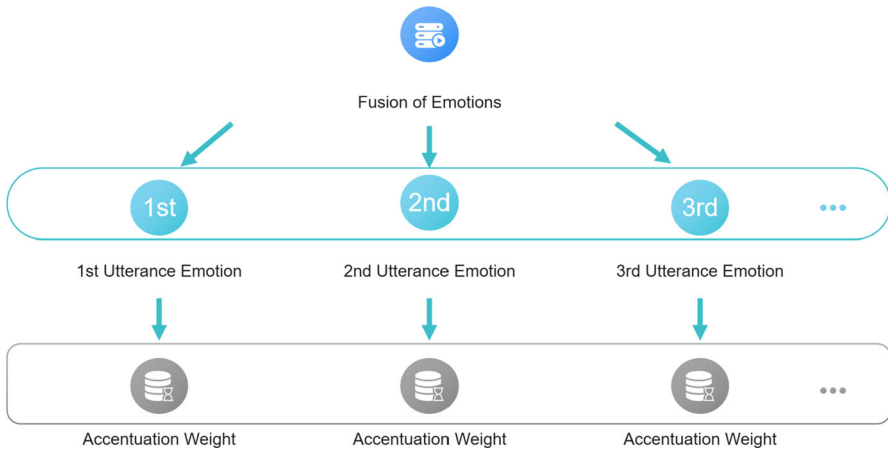 Fusion of Emotions
1st
2nd
3rd
1st Utterance Emotion
2nd Utterance Emotion
3rd Utterance Emotion
Accentuation Weight
Accentuation Weight
Accentuation Weight